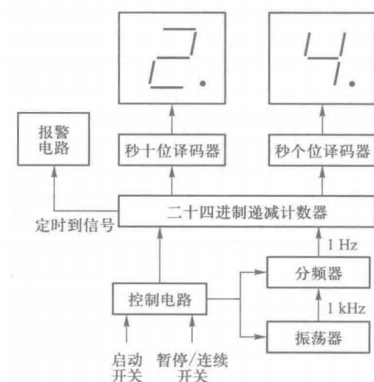 2.
4.
报警
电路
秒十位译码器
秒个位译码器
二十四进制递减计数器
定时到信号
1 Hz
分频器
控制电路
1 kHz
振荡器
启动
开关
暂停/连续
开关